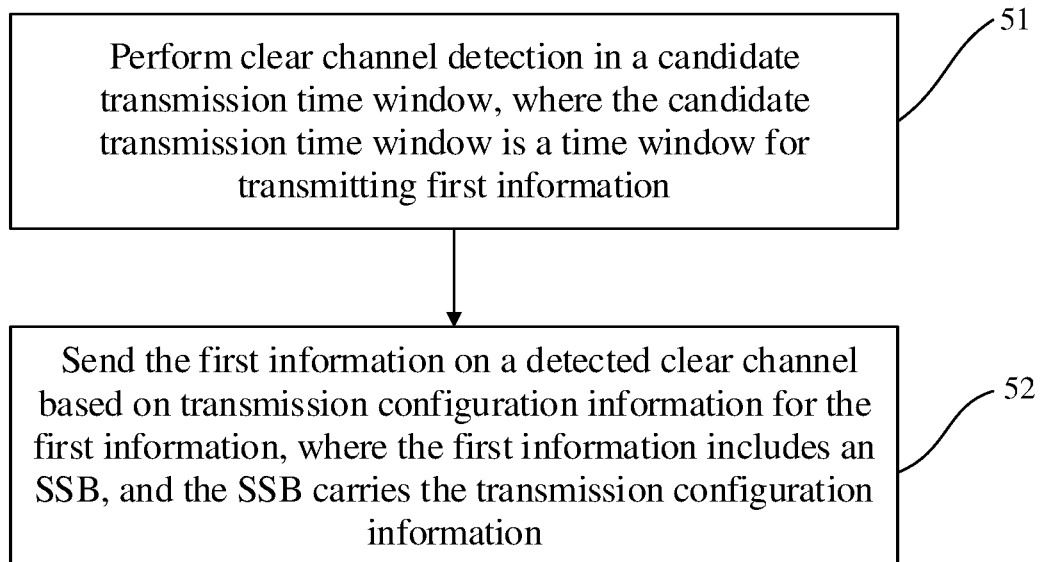 Perform clear channel detection in a candidate
transmission time window, where the candidate
transmission time window is a time window for
transmitting first information
51
Send the first information on a detected clear channel
based on transmission configuration information for the
first information, where the first information includes an
SSB, and the SSB carries the transmission configuration
information
52